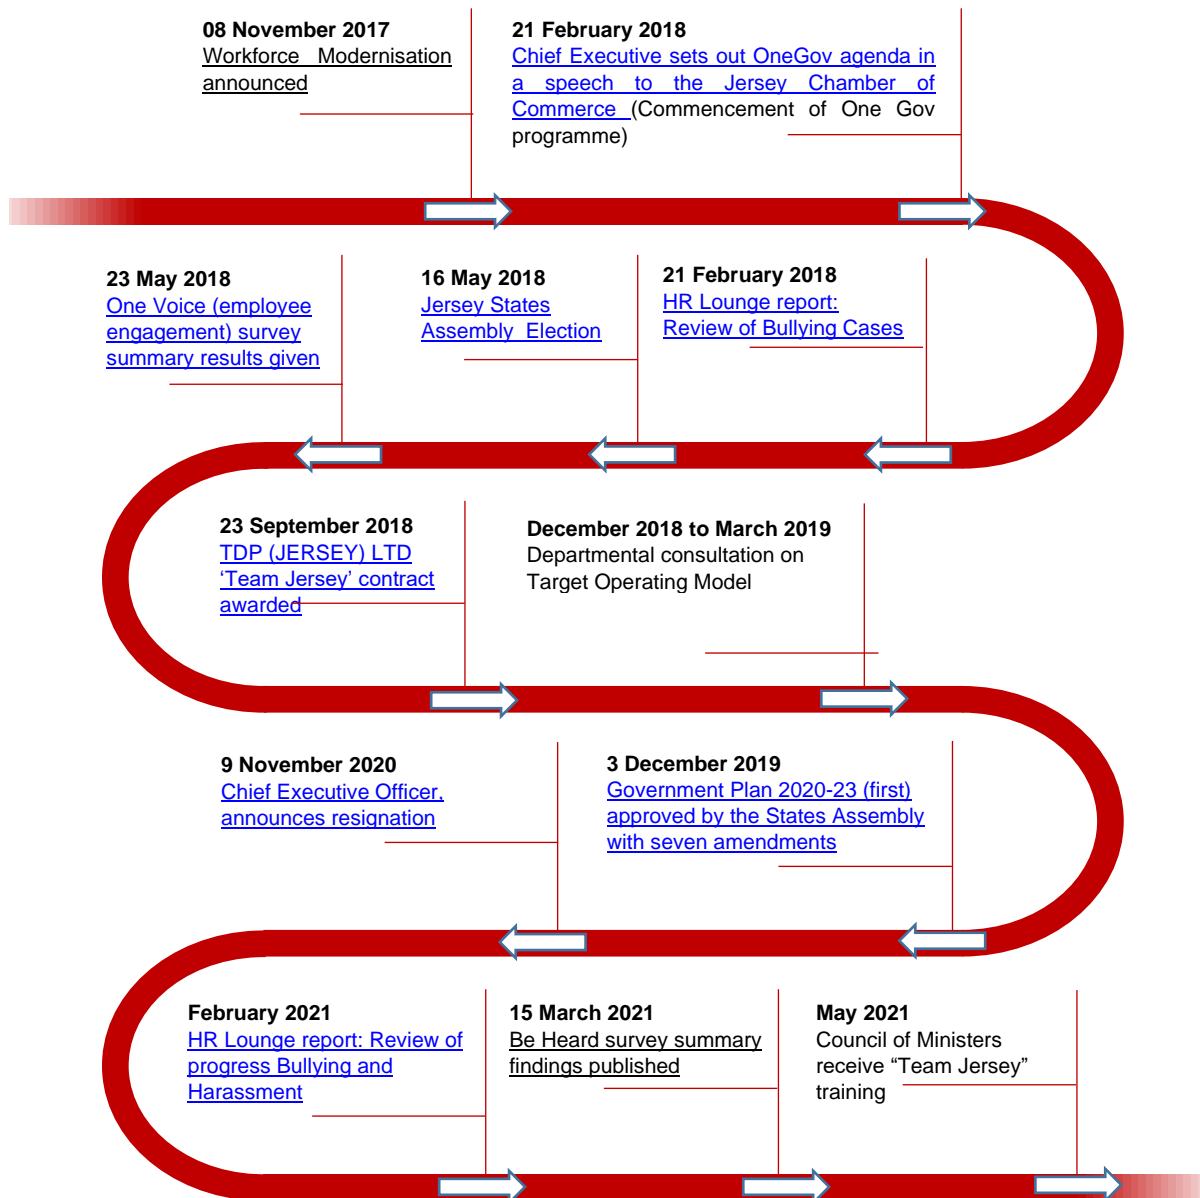 08 November 2017
Workforce Modernisation
announced
21 February 2018
Chief Executive sets out OneGov agenda in
a speech to the Jersey Chamber of
Commerce (Commencement of One Gov
programme)
21 February 2018
HR Lounge report:
Review of Bullying Cases
16 May 2018
Jersey States
Assembly Election
23 May 2018
One Voice (employee
engagement) survey
summary results given
23 September 2018
TDP (JERSEY) LTD
‘Team Jersey’ contract
awarded
December 2018 to March 2019
Departmental consultation on
Target Operating Model
3 December 2019
Government Plan 2020-23 (first)
approved by the States Assembly
with seven amendments
9 November 2020
Chief Executive Officer,
announces resignation
February 2021
HR Lounge report: Review of
progress Bullying and
Harassment
15 March 2021
Be Heard survey summary
findings published
May 2021
Council of Ministers
receive “Team Jersey”
training